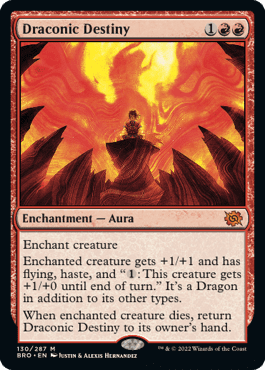 Draconic Destiny 1
Enchantment — Aura
Enchant creature
Enchanted creature gets +1/+1 and has
flying, haste, and “1: This creature gets
+1/+0 until end of turn.” It’s a Dragon
in addition to its other types.
When enchanted creature dies, return
Draconic Destiny to its owner’s hand.
130/287 M
BRO • EN Justin & Alexis Hernandez
™ & © 2022 Wizards of the Coast